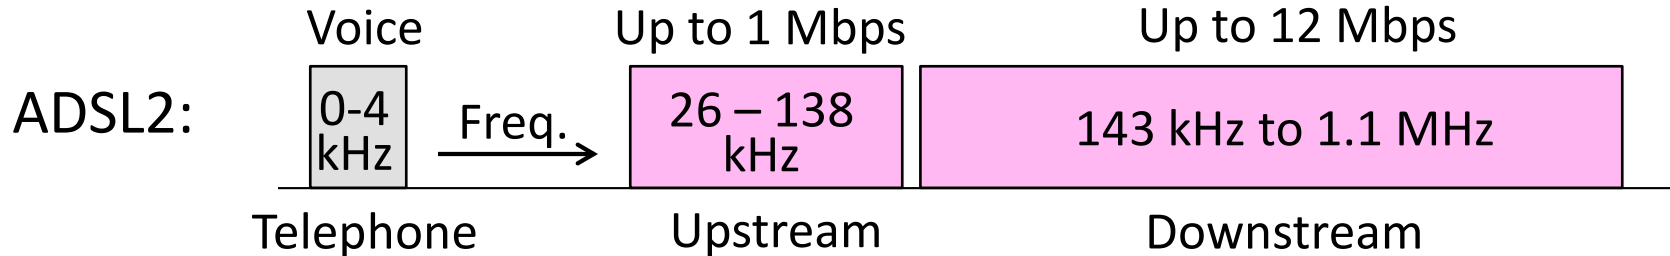 Voice
Up to 1 Mbps
Up to 12 Mbps
ADSL2:
0-4
kHz
Freq.
26 – 138
kHz
143 kHz to 1.1 MHz
Telephone
Upstream
Downstream